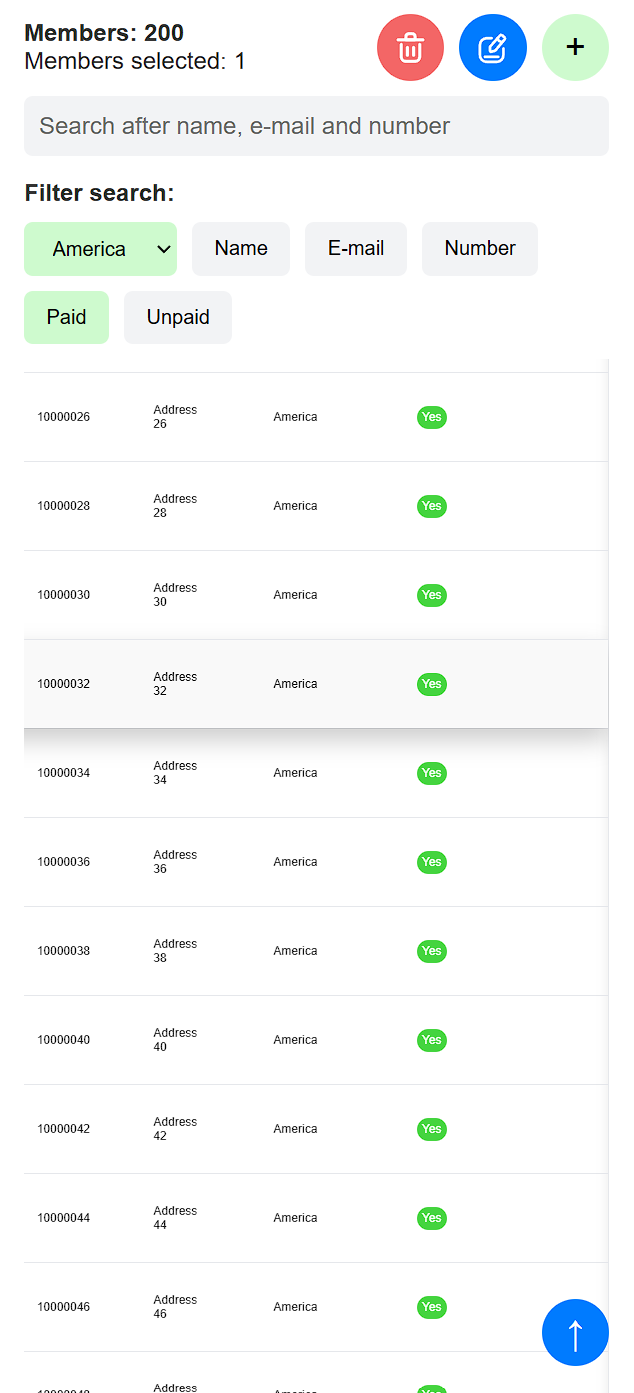 Members: 200
Members selected: 1
+
Search after name, e-mail and number
Filter search:
America Name E-mail Number
Paid Unpaid
10000026 Address 26 America Yes
10000028 Address 28 America Yes
10000030 Address 30 America Yes
10000032 Address 32 America Yes
10000034 Address 34 America Yes
10000036 Address 36 America Yes
10000038 Address 38 America Yes
10000040 Address 40 America Yes
10000042 Address 42 America Yes
10000044 Address 44 America Yes
10000046 Address 46 America Yes
Address